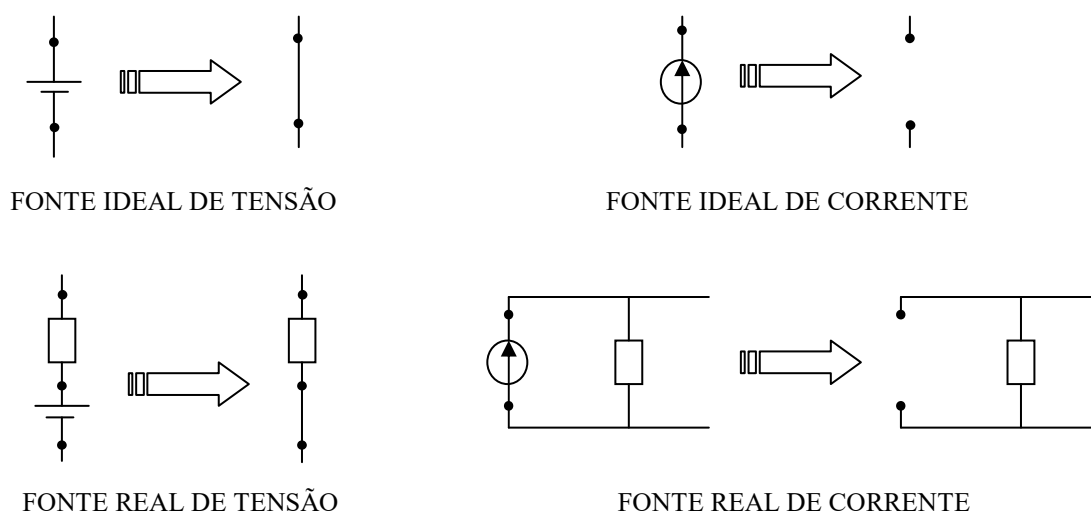 FONTE IDEAL DE TENSÃO
FONTE IDEAL DE CORRENTE
FONTE REAL DE TENSÃO
FONTE REAL DE CORRENTE